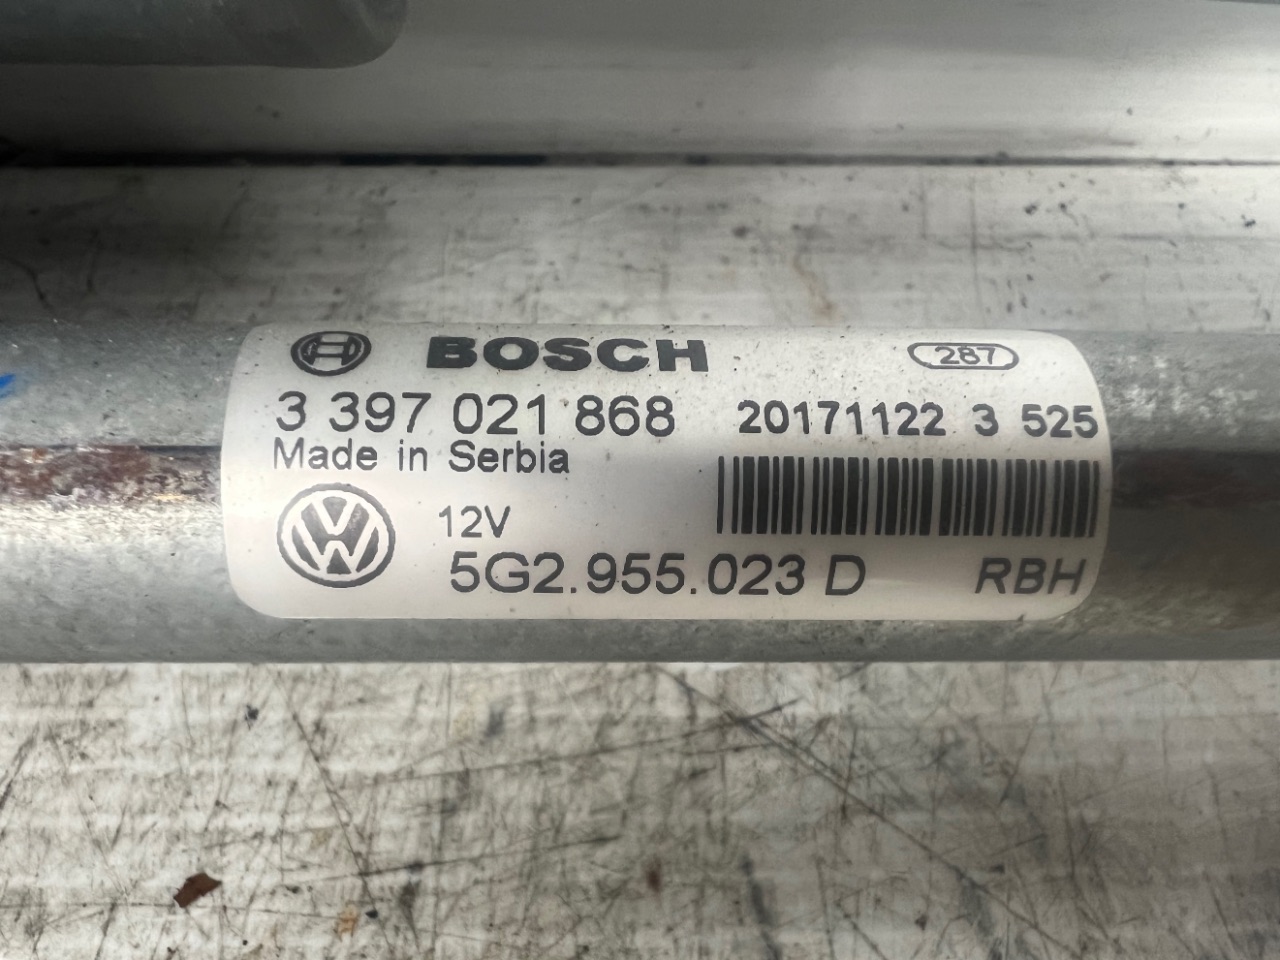 BOSCH 287
3 397 021 868 20171122 3 525
Made in Serbia
12V
5G2.955.023 D RBH